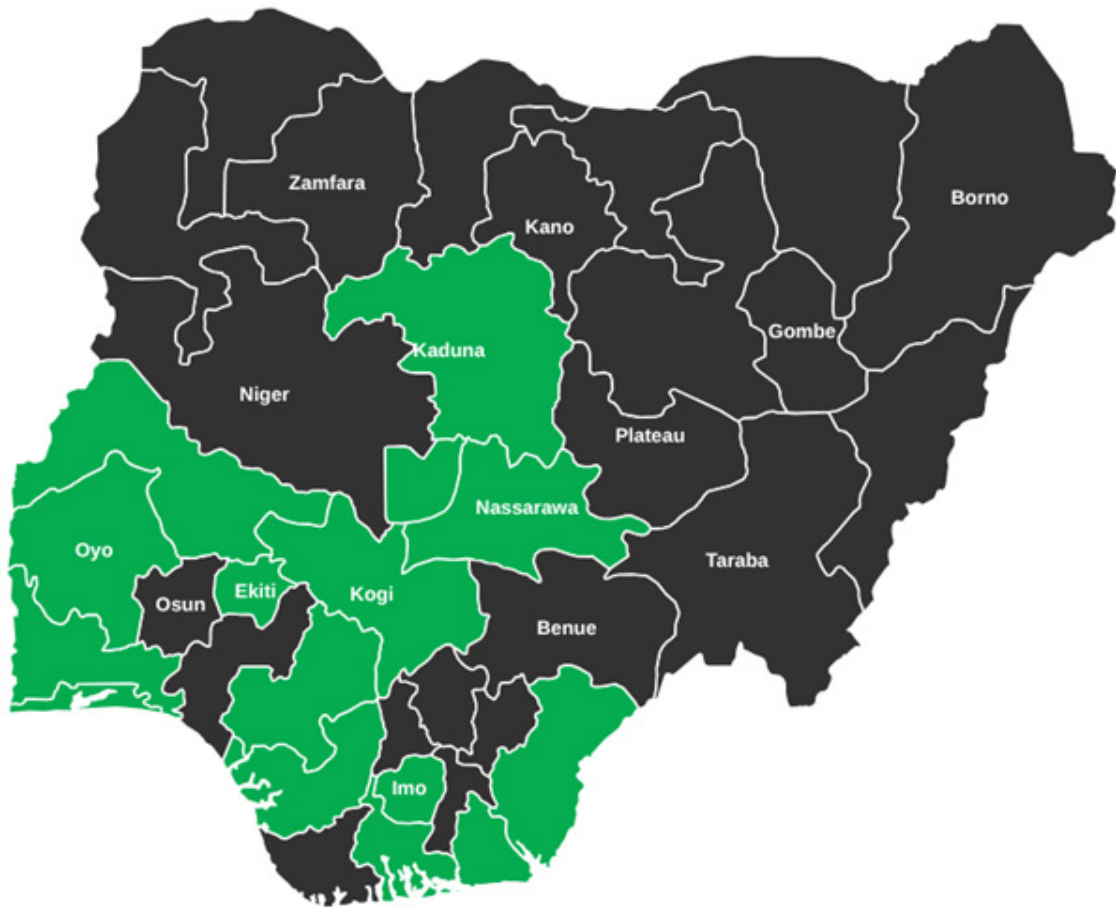 Zamfara
Borno
Kano
Gombe
Kaduna
Niger
Plateau
Nassarawa
Oyo
Taraba
Ekiti
Kogi
Osun
Benue
Imo